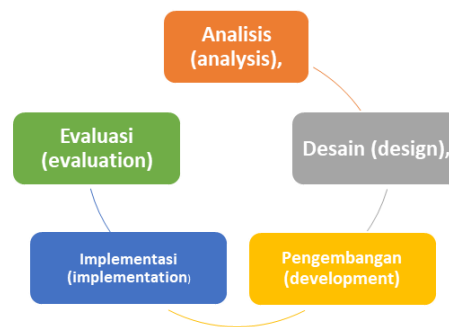 Analisis
(analysis),
Desain (design),
Pengembangan
(development)
Implementasi
(implementation)
Evaluasi
(evaluation)